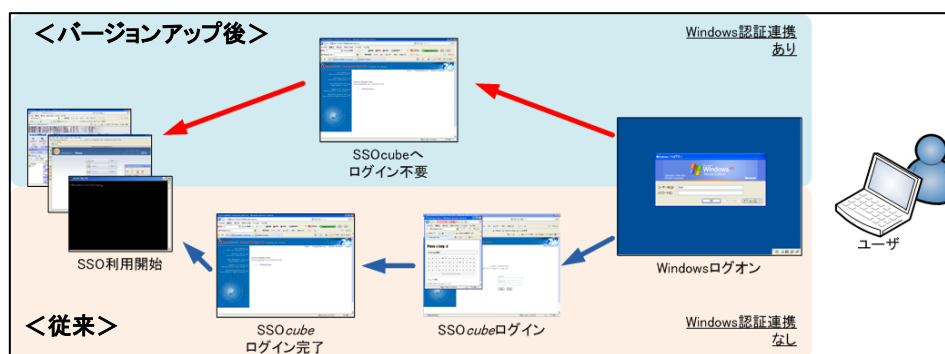 ＜バージョンアップ後＞
Windows認証連携
あり
SSOcubeへ
ログイン不要
Windows
SSO利用開始
Windowsログオン
ユーザ
SSOcube
ログイン完了
SSOcubeログイン
＜従来＞
Windows認証連携
なし